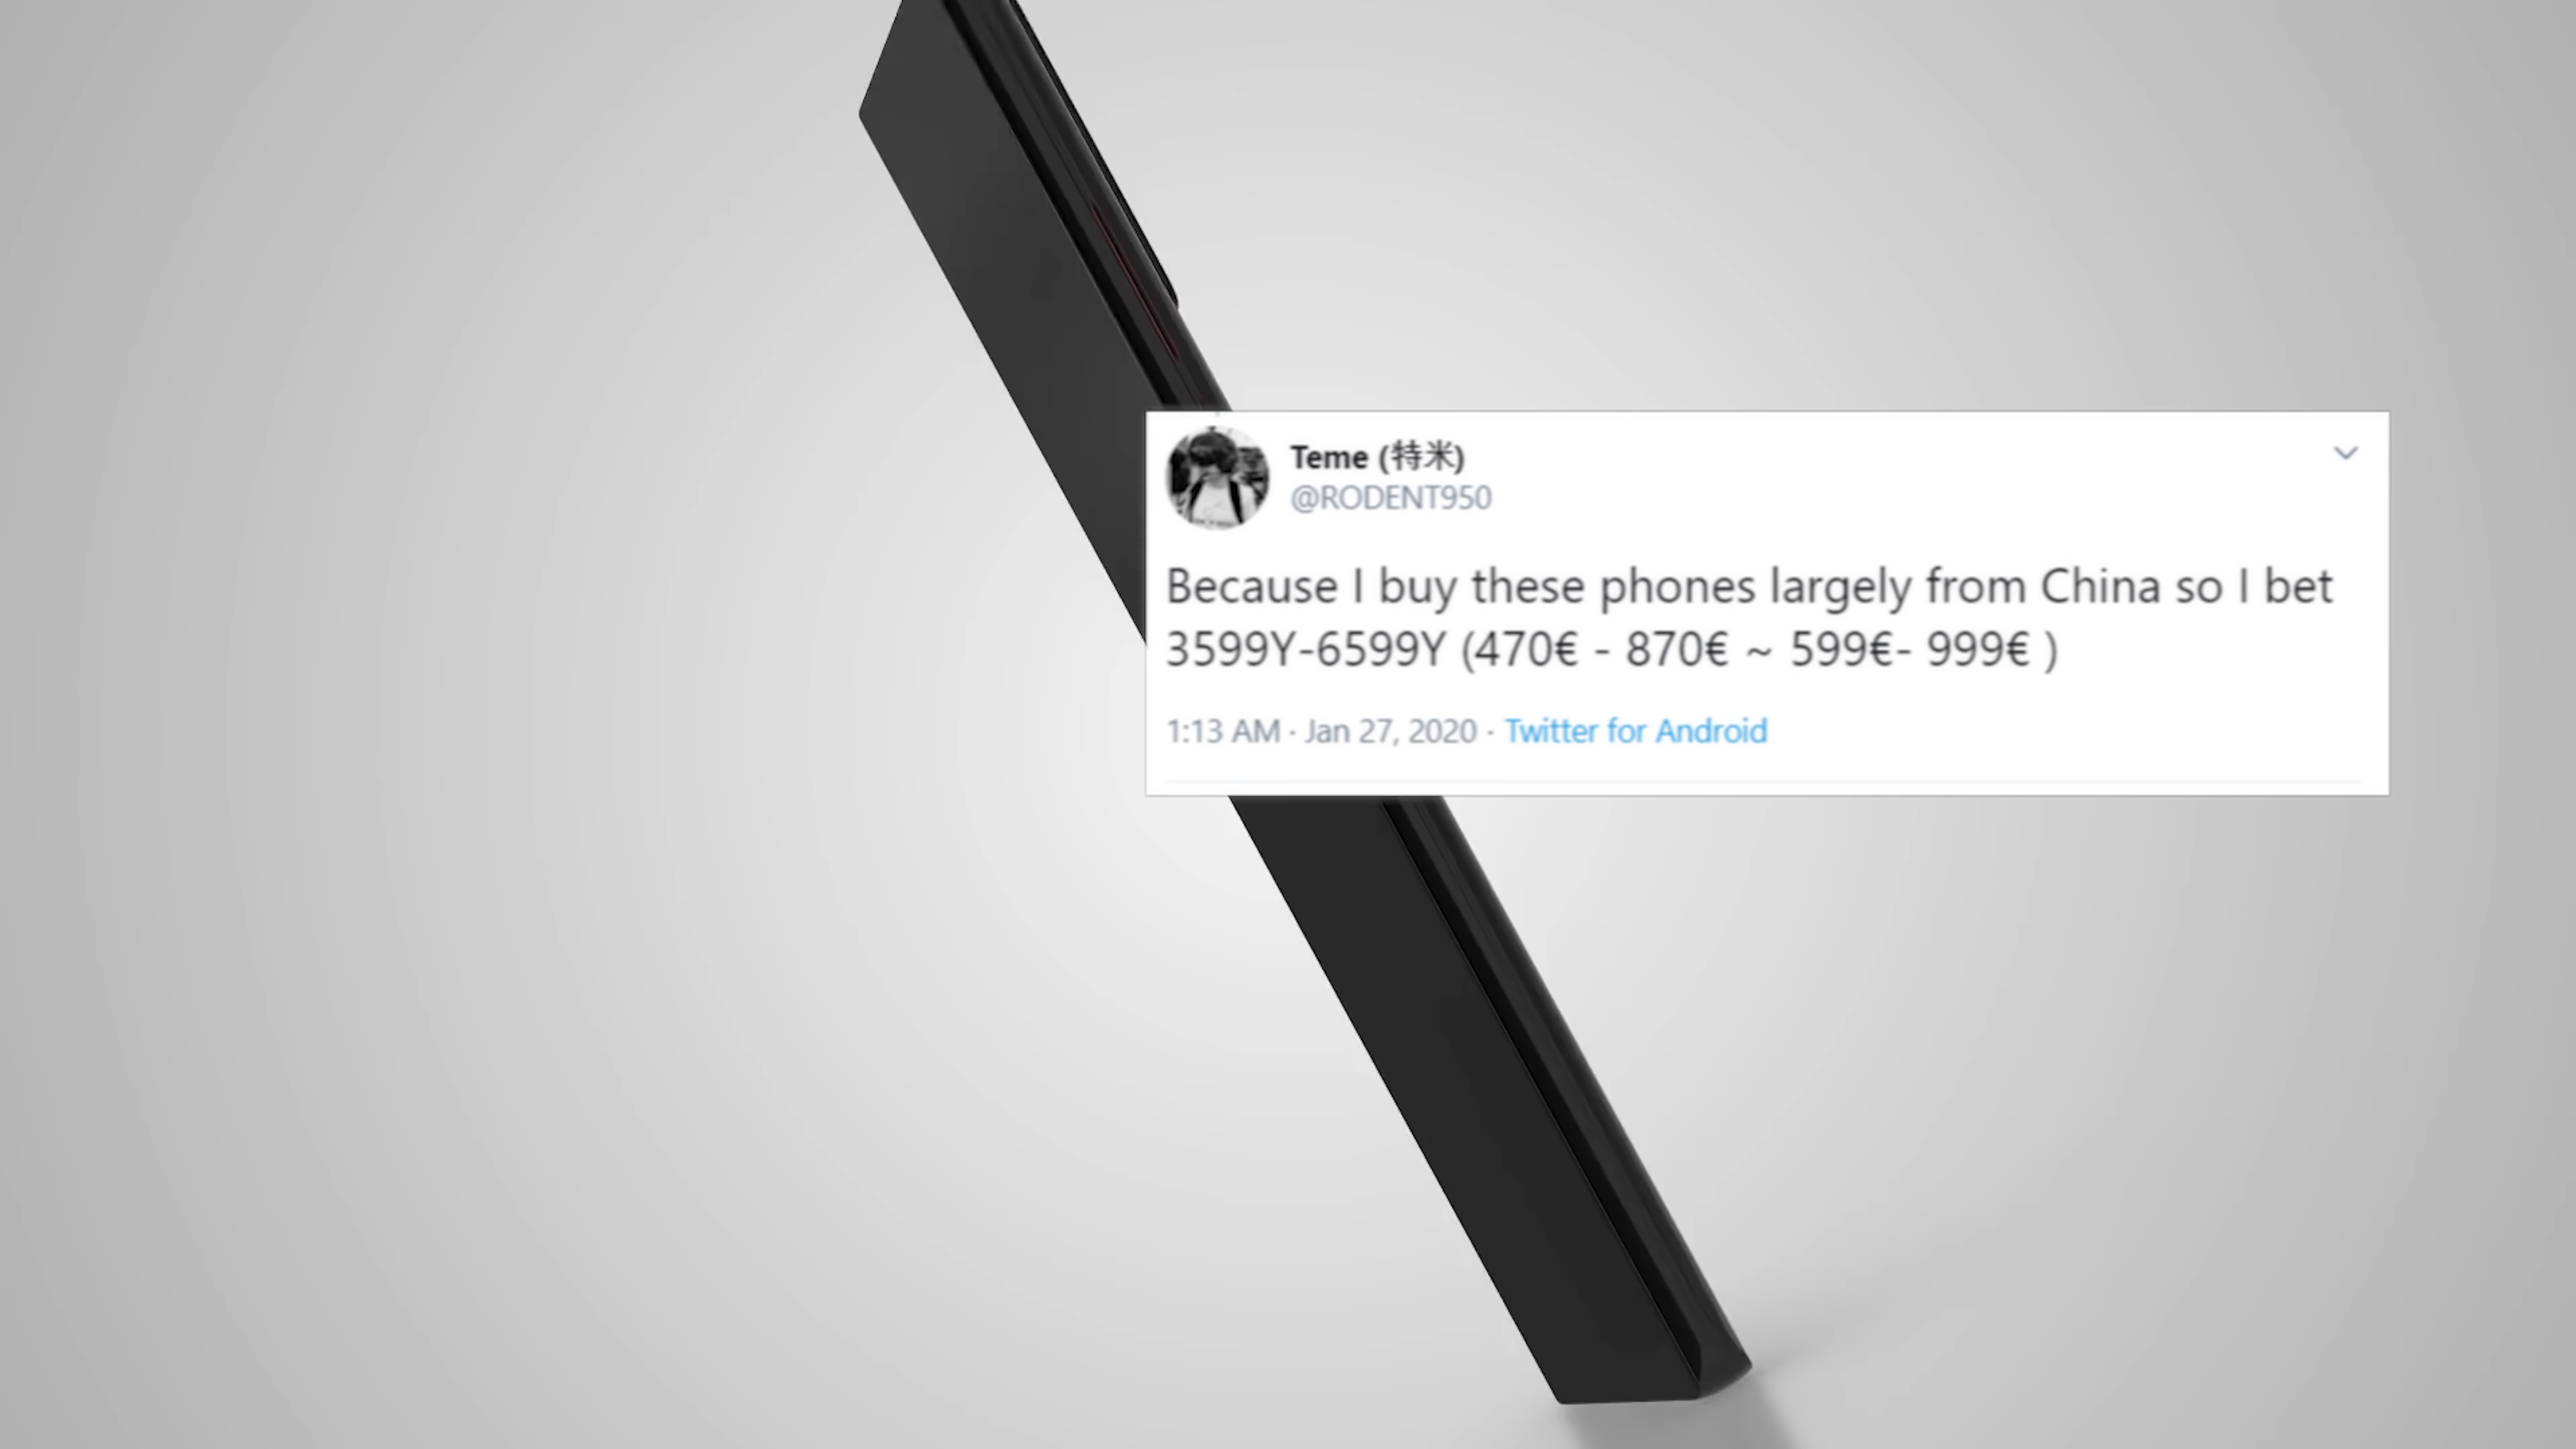 Teme (特米)
@RODENT950
Because I buy these phones largely from China so I bet
3599Y-6599Y (470€ - 870€ ~ 599€- 999€ )
1:13 AM · Jan 27, 2020 · Twitter for Android